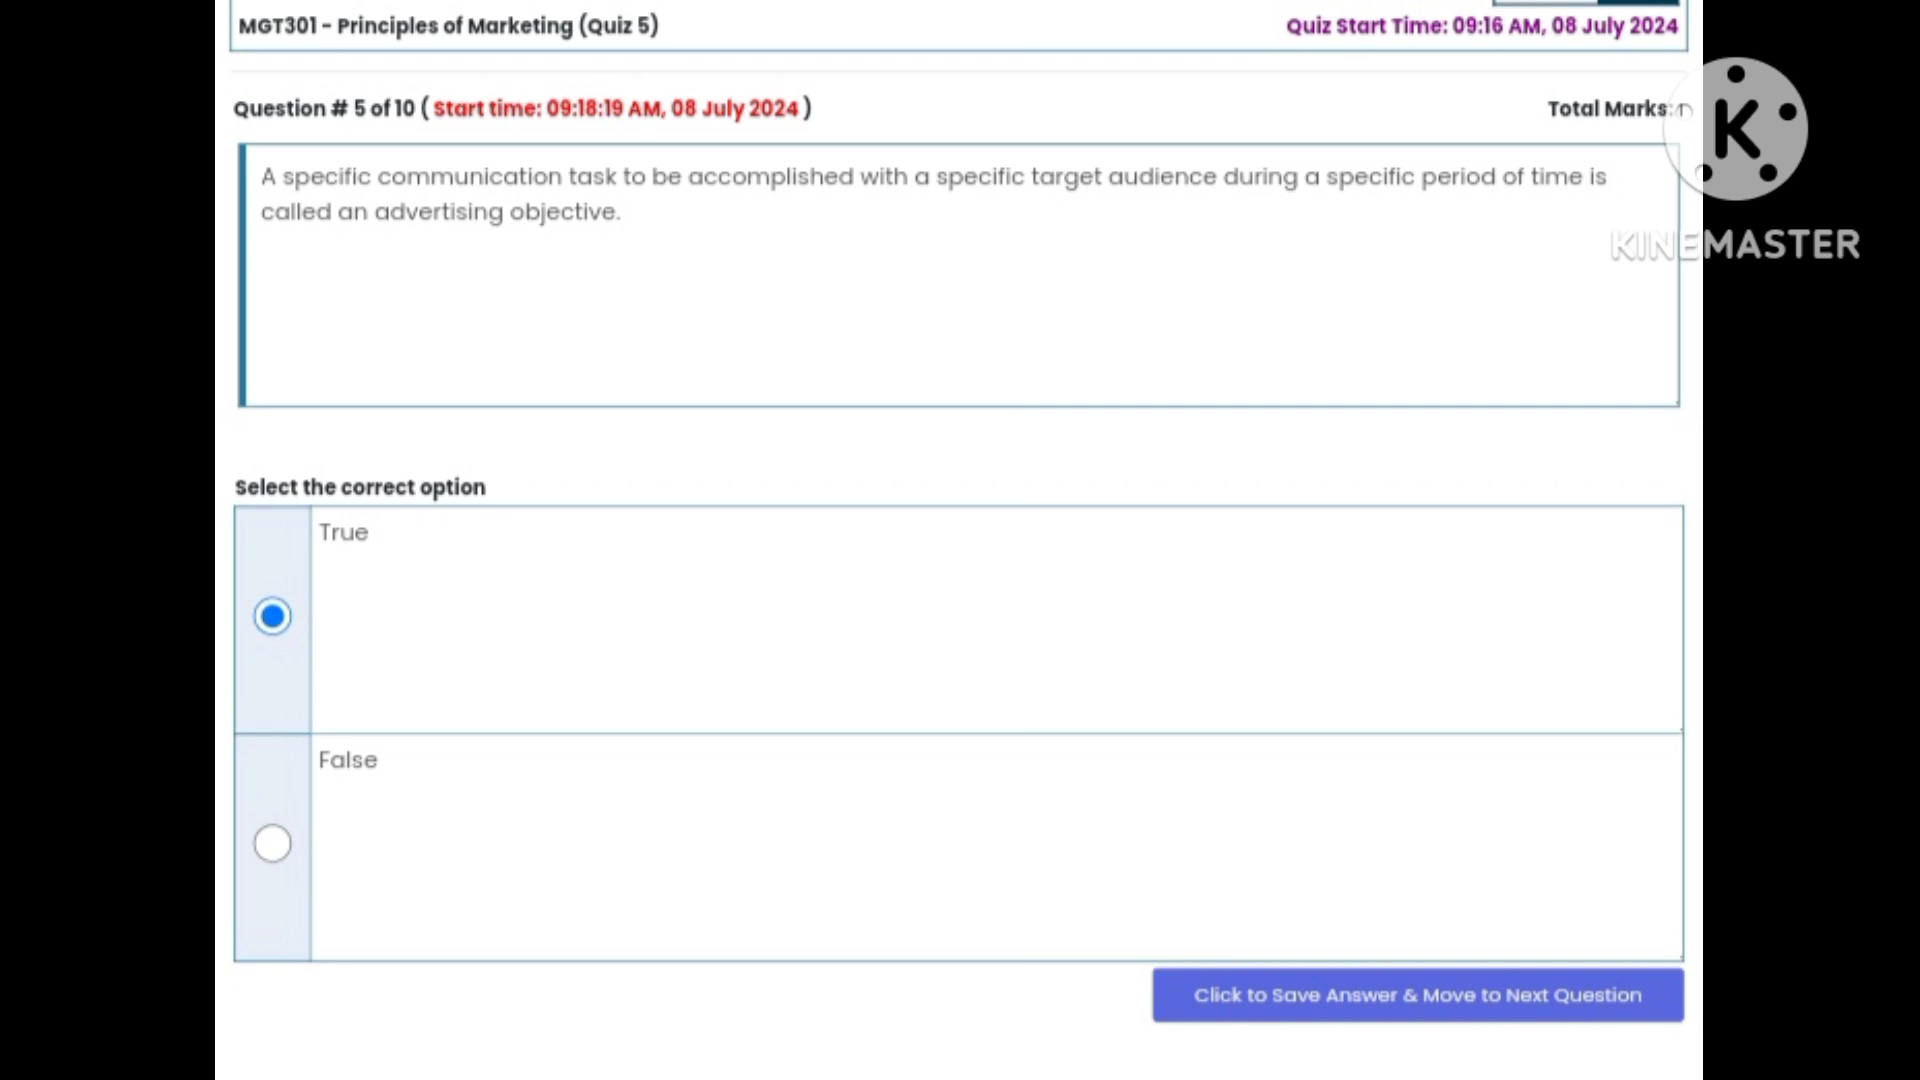 MGT301 - Principles of Marketing (Quiz 5)
Quiz Start Time: 09:16 AM, 08 July 2024
Question # 5 of 10 ( Start time: 09:18:19 AM, 08 July 2024 )
Total Marks:
A specific communication task to be accomplished with a specific target audience during a specific period of time is
called an advertising objective.
K
KINEMASTER
Select the correct option
True
False
Click to Save Answer & Move to Next Question